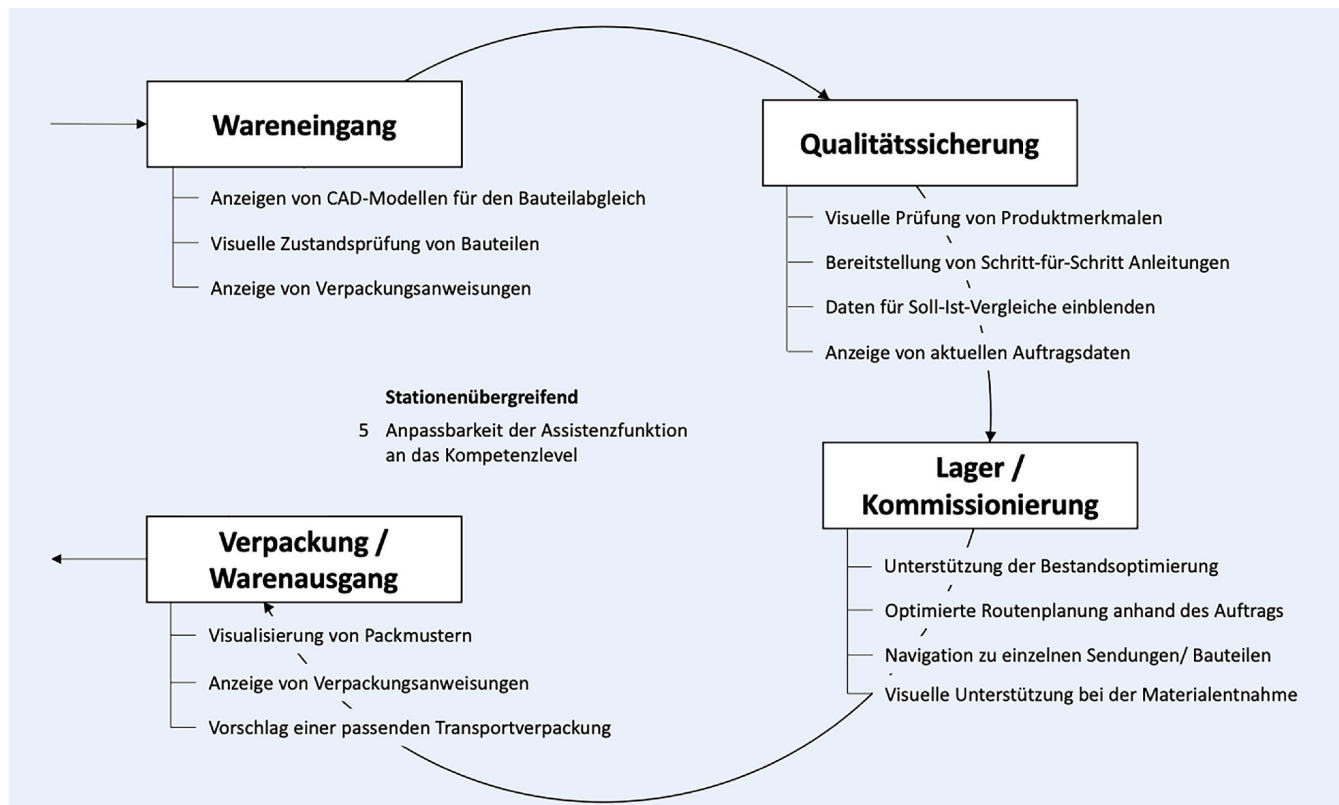 Wareneingang
Anzeigen von CAD-Modellen für den Bauteilabgleich
Visuelle Zustandsprüfung von Bauteilen
Anzeige von Verpackungsanweisungen
Qualitätssicherung
Visuelle Prüfung von Produktmerkmalen
Bereitstellung von Schritt-für-Schritt Anleitungen
Daten für Soll-Ist-Vergleiche einblenden
Anzeige von aktuellen Auftragsdaten
Stationenübergreifend
5 Anpassbarkeit der Assistenzfunktion
an das Kompetenzlevel
Lager /
Kommissionierung
Unterstützung der Bestandsoptimierung
Optimierte Routenplanung anhand des Auftrags
Navigation zu einzelnen Sendungen/ Bauteilen
Visuelle Unterstützung bei der Materialentnahme
Verpackung /
Warenausgang
Visualisierung von Packmustern
Anzeige von Verpackungsanweisungen
Vorschlag einer passenden Transportverpackung